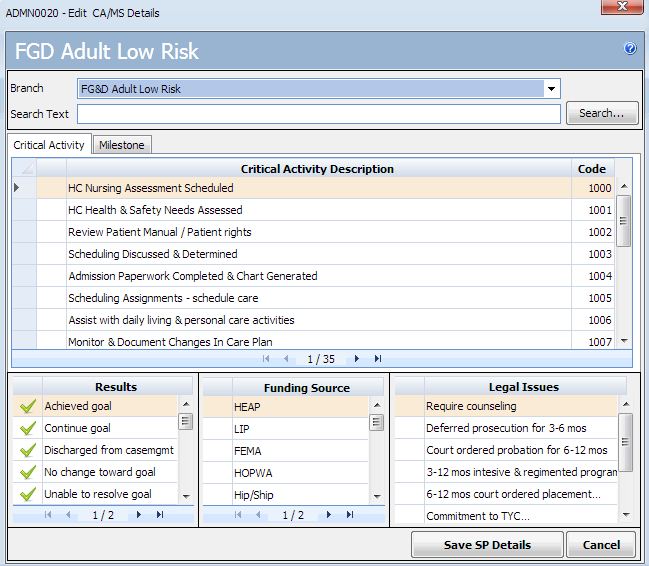 ADMN0020 - Edit CA/MS Details
FGD Adult Low Risk
Branch
FG&D Adult Low Risk
Search Text
Search...
Critical Activity
Milestone
Critical Activity Description Code
HC Nursing Assessment Scheduled 1000
HC Health & Safety Needs Assessed 1001
Review Patient Manual / Patient rights 1002
Scheduling Discussed & Determined 1003
Admission Paperwork Completed & Chart Generated 1004
Scheduling Assignments - schedule care 1005
Assist with daily living & personal care activities 1006
Monitor & Document Changes In Care Plan 1007
1 / 35
Results
Achieved goal
Continue goal
Discharged from casemgmt
No change toward goal
Unable to resolve goal
1 / 2
Funding Source
HEAP
LIP
FEMA
HOPWA
Hip/Ship
1 / 2
Legal Issues
Require counseling
Deferred prosecution for 3-6 mos
Court ordered probation for 6-12 mos
3-12 mos intesive & regimented program
6-12 mos court ordered placement...
Commitment to TYC...
Save SP Details
Cancel